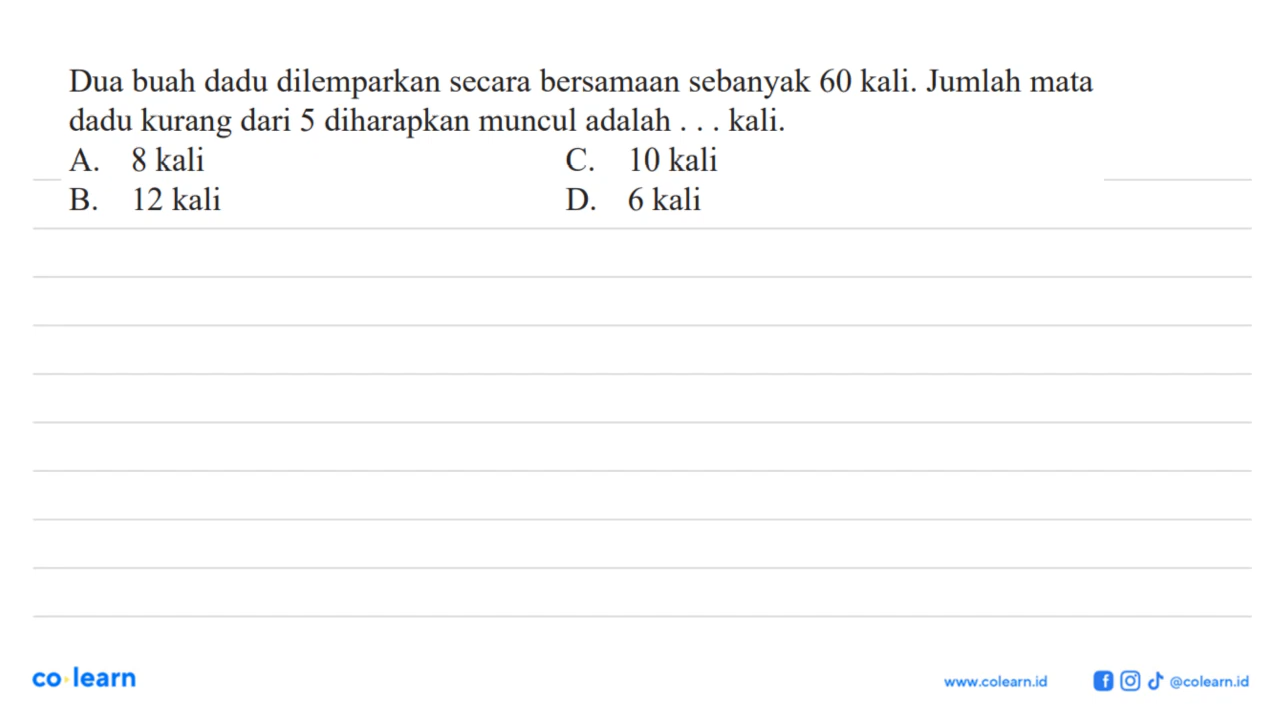 Dua buah dadu dilemparkan secara bersamaan sebanyak 60 kali. Jumlah mata
dadu kurang dari 5 diharapkan muncul adalah . . . kali.
A. 8 kali C. 10 kali
B. 12 kali D. 6 kali
co learn www.colearn.id @colearn.id